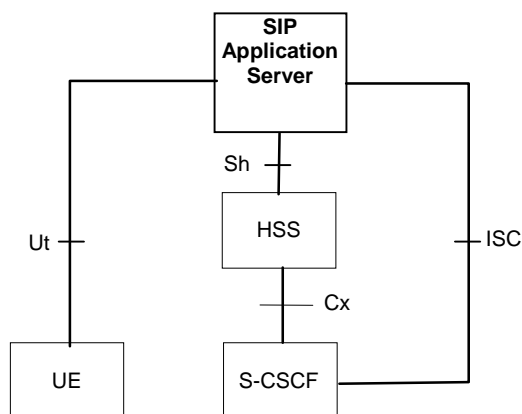 SIP
Application
Server
Sh
HSS
Ut
ISC
Cx
UE
S-CSCF